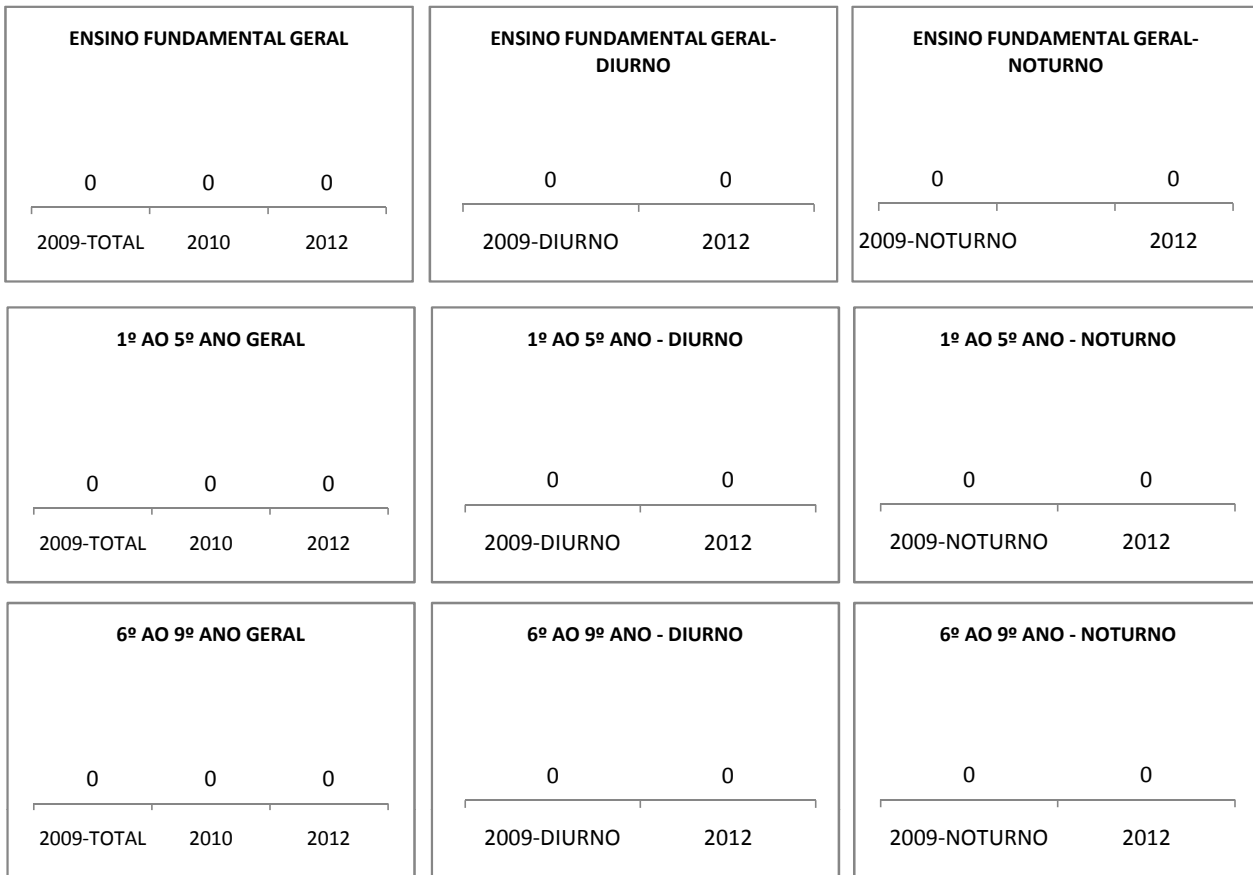 ENSINO FUNDAMENTAL GERAL
0 0 0
2009-TOTAL 2010 2012
ENSINO FUNDAMENTAL GERAL-
DIURNO
0 0
2009-DIURNO 2012
ENSINO FUNDAMENTAL GERAL-
NOTURNO
0 0
2009-NOTURNO 2012
1º AO 5º ANO GERAL
0 0 0
2009-TOTAL 2010 2012
1º AO 5º ANO - DIURNO
0 0
2009-DIURNO 2012
1º AO 5º ANO - NOTURNO
0 0
2009-NOTURNO 2012
6º AO 9º ANO GERAL
0 0 0
2009-TOTAL 2010 2012
6º AO 9º ANO - DIURNO
0 0
2009-DIURNO 2012
6º AO 9º ANO - NOTURNO
0 0
2009-NOTURNO 2012